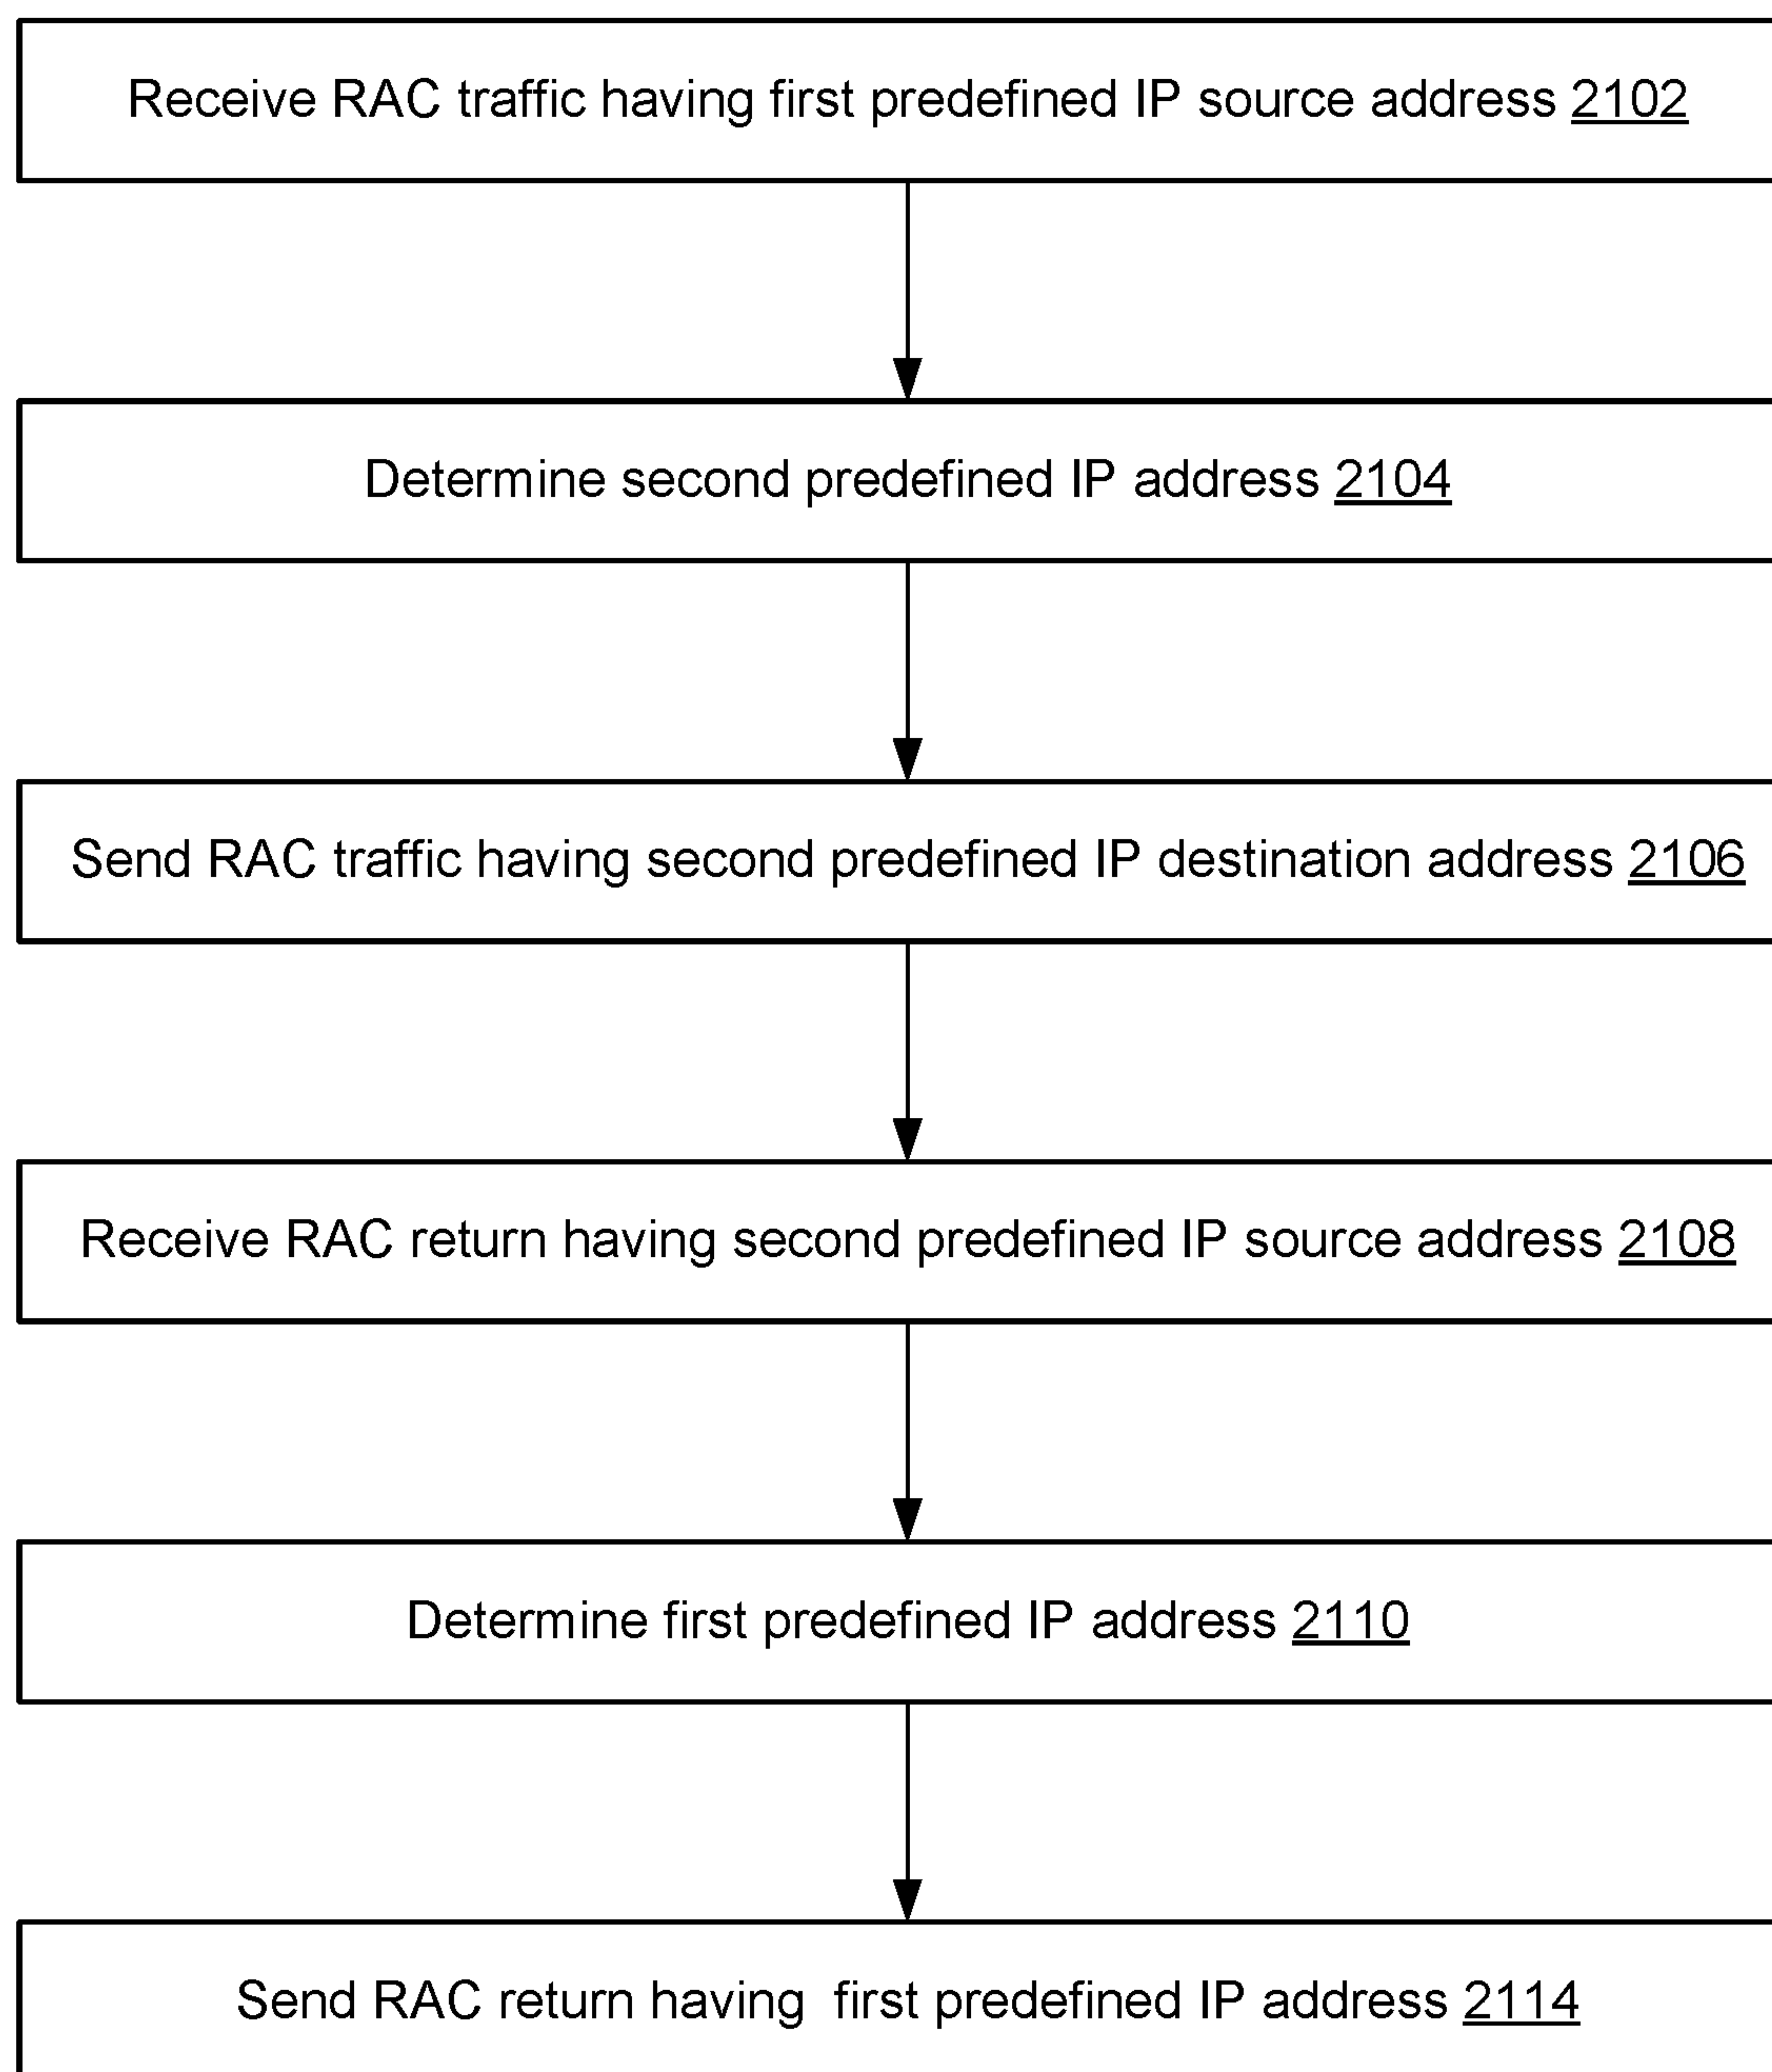 Receive RAC traffic having first predefined IP source address 2102
Determine second predefined IP address 2104
Send RAC traffic having second predefined IP destination address 2106
Receive RAC return having second predefined IP source address 2108
Determine first predefined IP address 2110
Send RAC return having first predefined IP address 2114